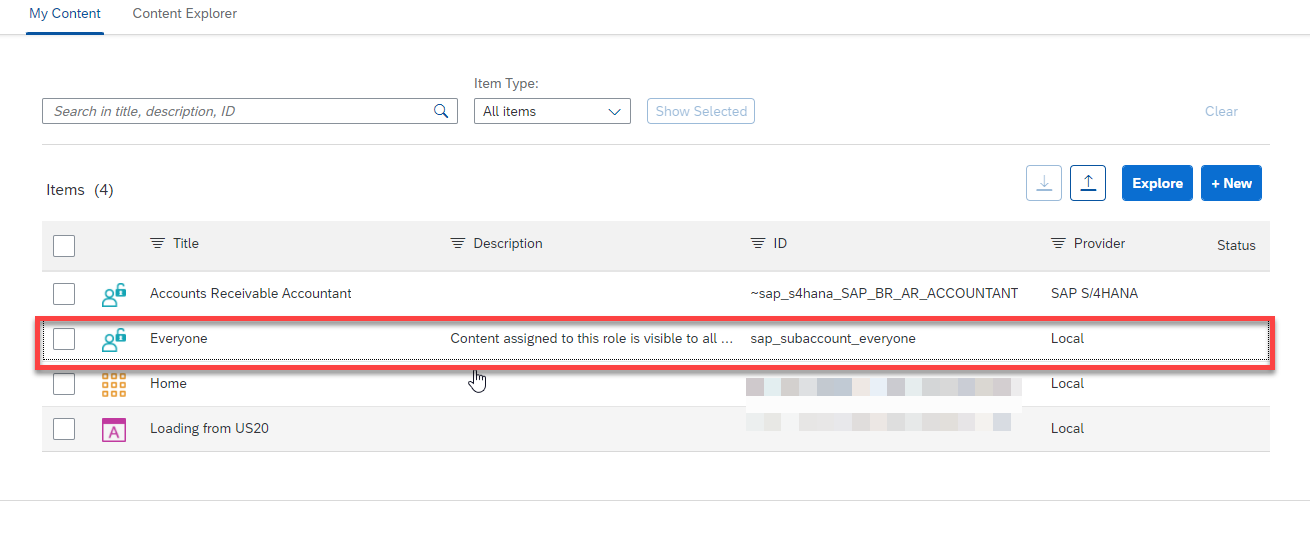 My Content Content Explorer
Item Type:
Search in title, description, ID All items Show Selected Clear
Items (4) Explore + New
Title Description ID Provider Status
Accounts Receivable Accountant ~sap_s4hana_SAP_BR_AR_ACCOUNTANT SAP S/4HANA
Everyone Content assigned to this role is visible to all ... sap_subaccount_everyone Local
Home Local
A Loading from US20 Local